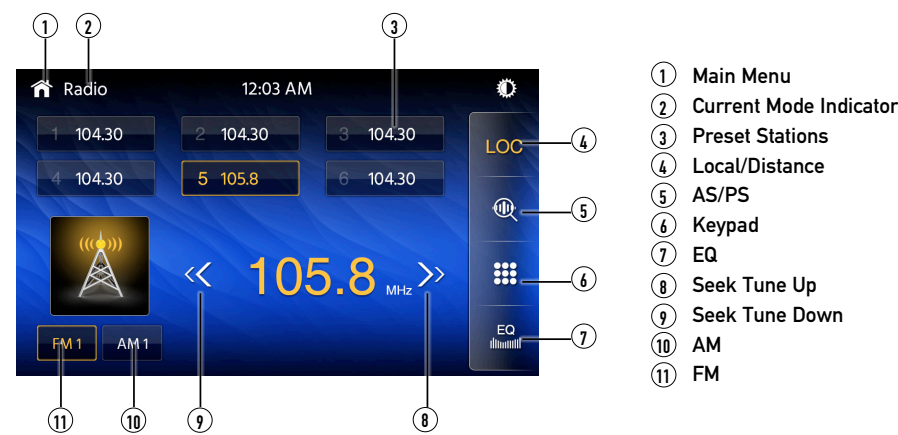 1 2 3
Radio 12:03 AM
1 104.30 2 104.30 3 104.30
4 104.30 5 105.8 6 104.30
LOC 4
5
105.8 MHz
6
EQ 7
FM 1 AM 1
11 10 9 8
1 Main Menu
2 Current Mode Indicator
3 Preset Stations
4 Local/Distance
5 AS/PS
6 Keypad
7 EQ
8 Seek Tune Up
9 Seek Tune Down
10 AM
11 FM